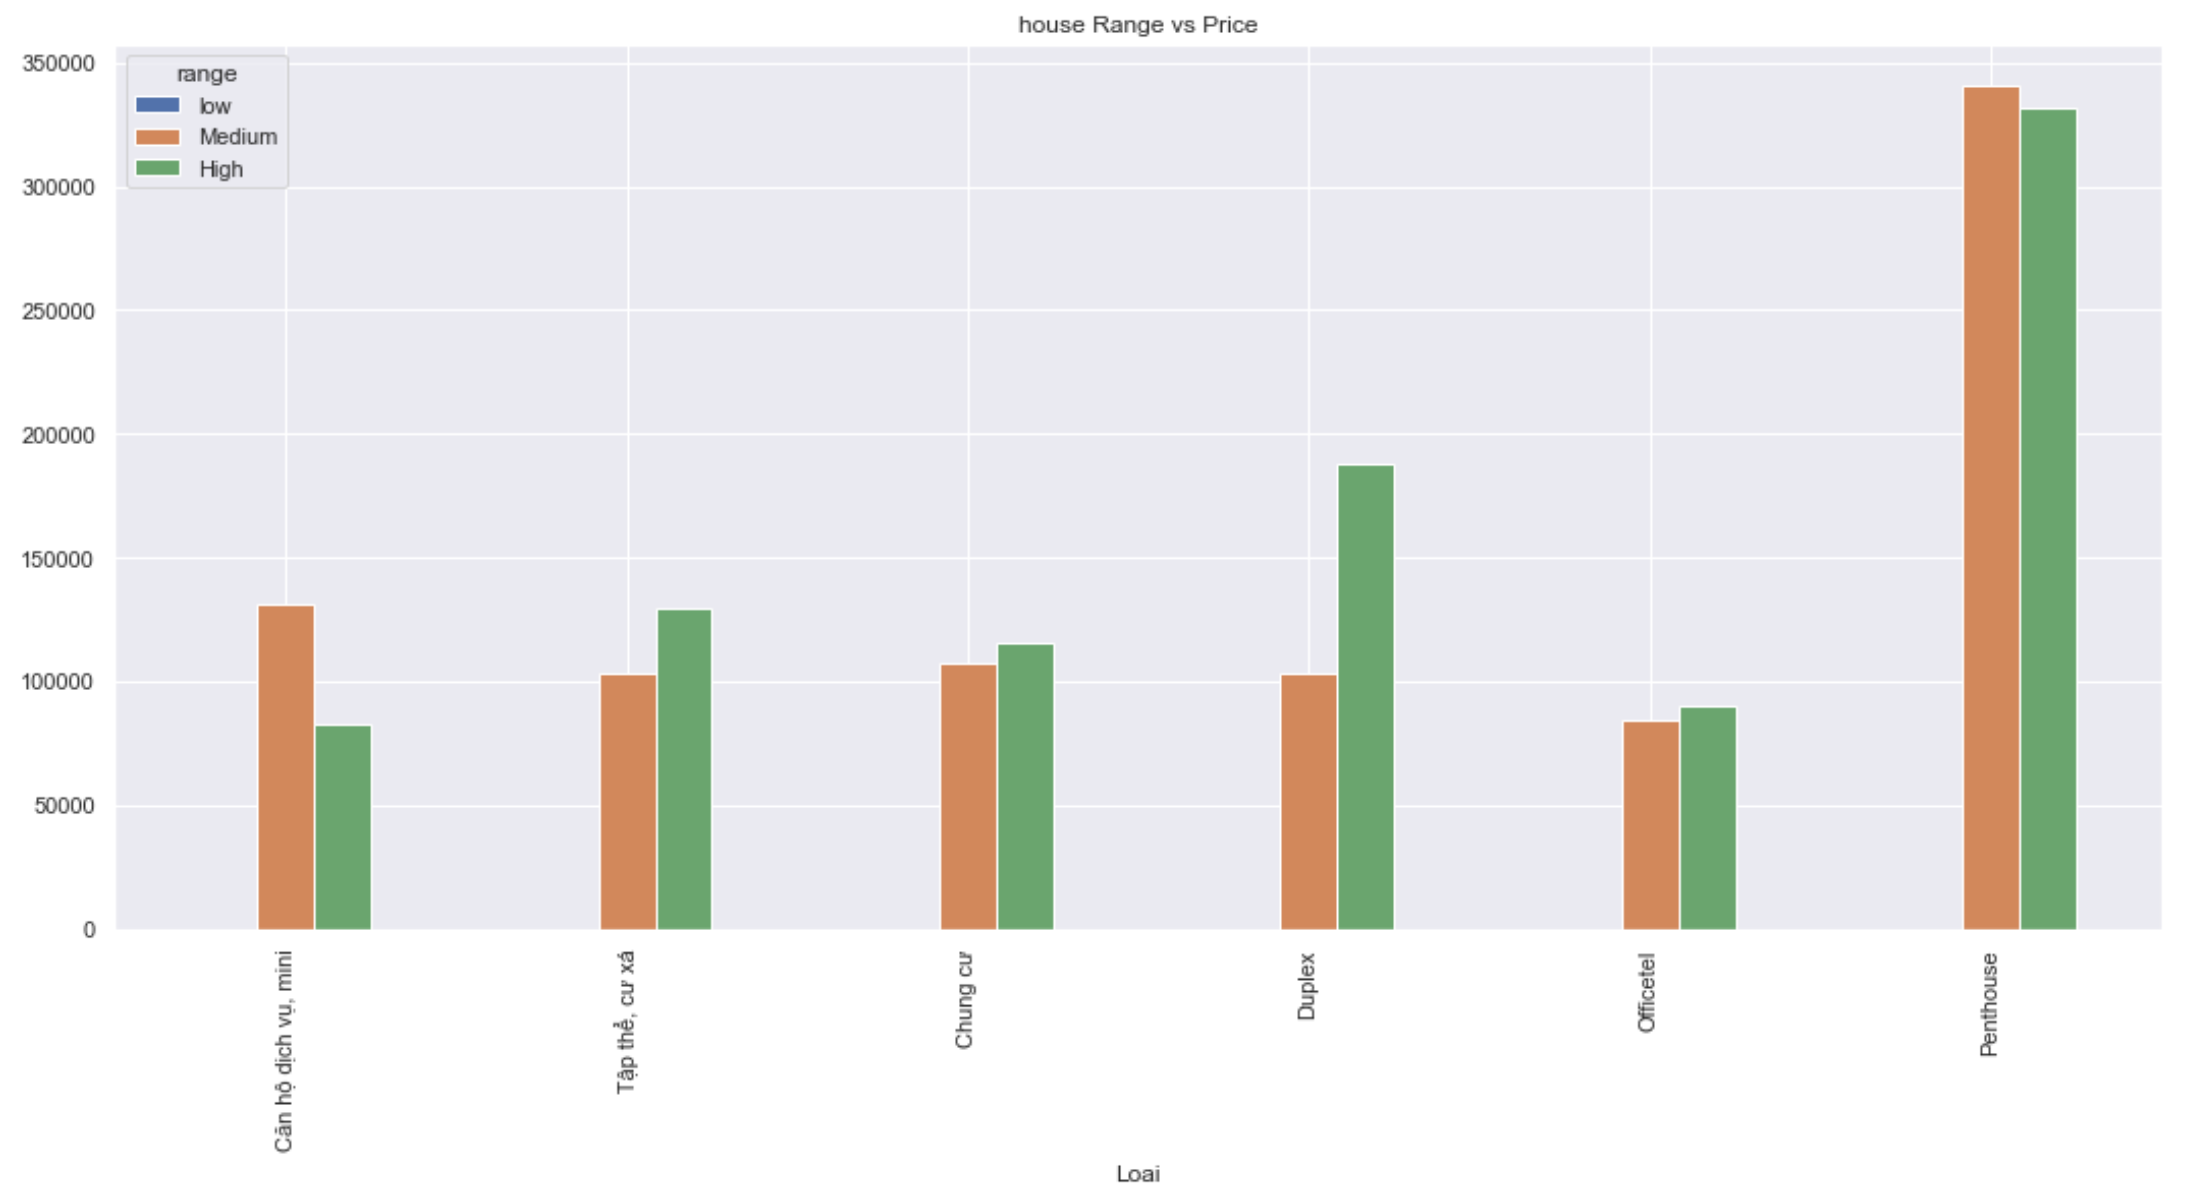 house Range vs Price
350000
300000
250000
200000
150000
100000
50000
0
range
low
Medium
High
Căn hộ dịch vụ, mini
Tập thể, cư xá
Chung cư
Duplex
Officetel
Penthouse
Loai